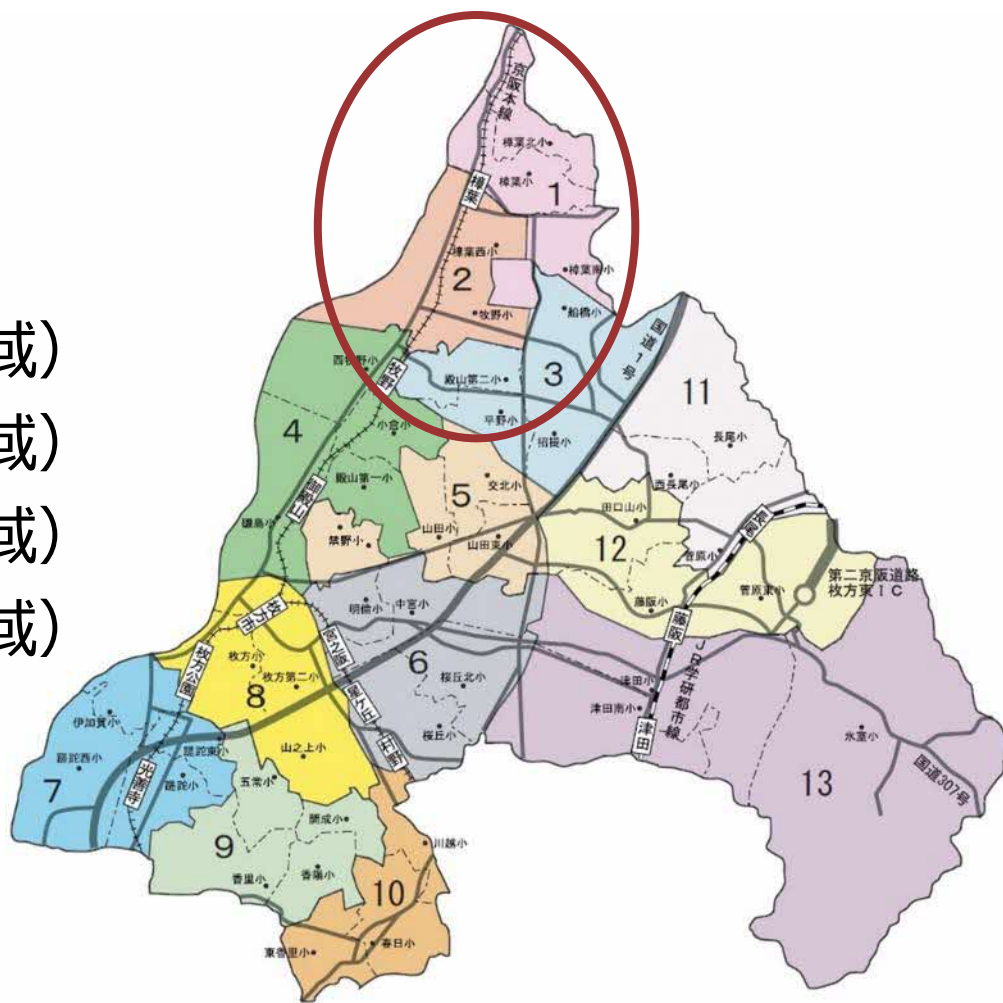 京阪本線
樟葉北小
樟葉小
1
樟葉
樟葉西小
2
樟葉南小
牧野小
船橋小
国道1号
域)
西牧野小
牧野
殿山第二小
3
11
域)
4
小倉小
平野小
招提小
長尾小
殿山第一小
5
交北小
西長尾小
御殿山
田口山小
長尾
域)
磯島小
禁野小
山田小
山田東小
12
菅原小
第二京阪道路
枚方東IC
菅原東小
藤阪小
域)
枚方市
明倫小
中宮小
藤阪
宮之阪
枚方公園
枚方小
枚方第二小
6
JR学研都市線
8
星ケ丘
桜丘北小
津田小
津田南小
伊加賀小
蹉跎東小
桜丘小
津田
氷室小
蹉跎西小
山之上小
村野
7
光善寺
蹉跎小
五常小
13
国道307号
開成小
9
川越小
香里小
香陽小
10
東香里小
春日小